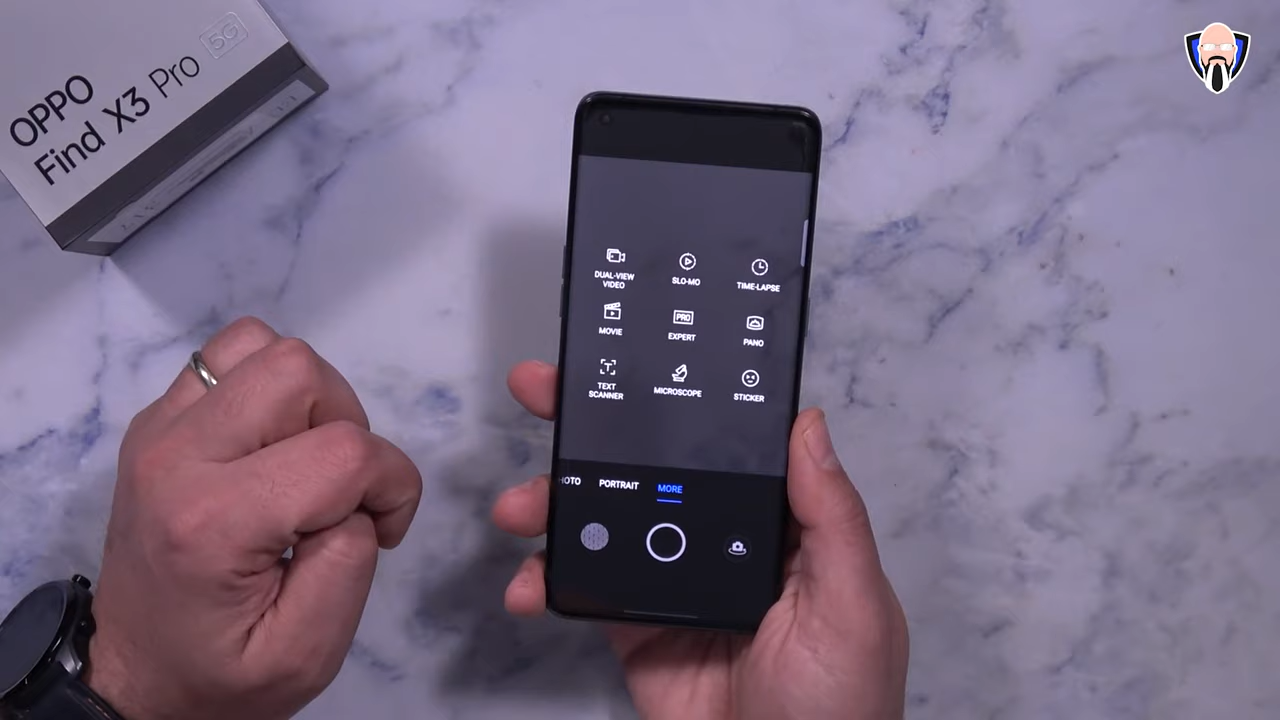 OPPO
Find X3 Pro 5G
DUAL-VIEW
VIDEO
SLO-MO
TIME-LAPSE
MOVIE
PRO
EXPERT
PANO
T
TEXT
SCANNER
MICROSCOPE
STICKER
HOTO
PORTRAIT
MORE